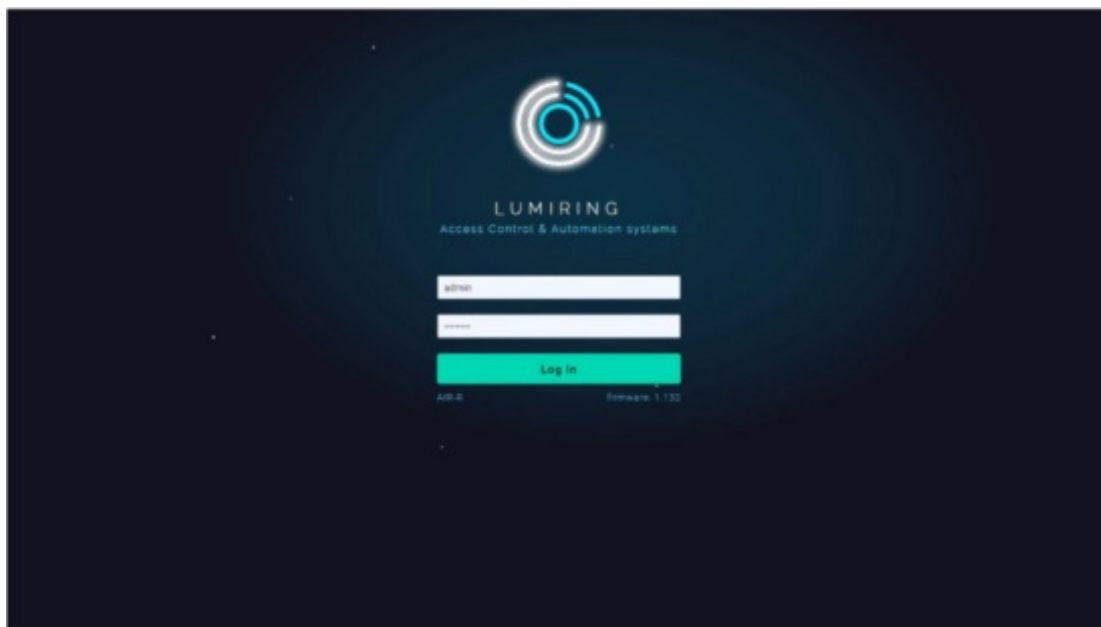 LUMIRING
Access Control & Automation systems
admin
Log In
AIR-R
firmware: 1.132